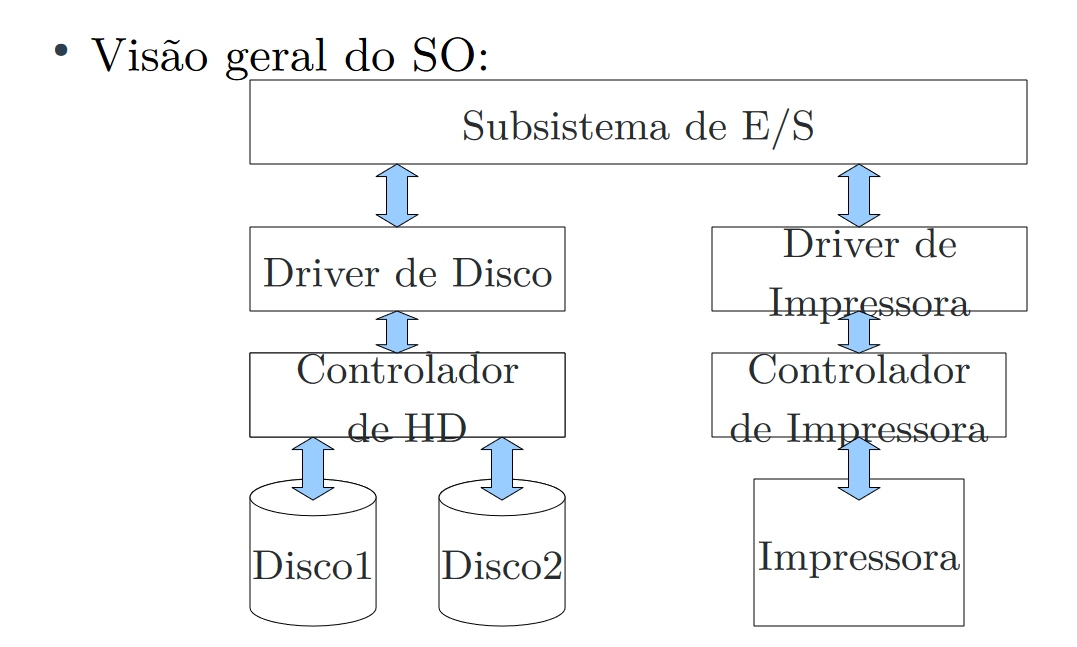 • Visão geral do SO:
Subsistema de E/S
Driver de Disco
Driver de
Impressora
Controlador
de HD
Controlador
de Impressora
Disco1
Disco2
Impressora